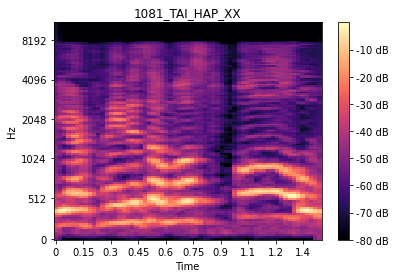 1081_TAI_HAP_XX
8192
4096
2048
1024
512
0
Hz
0 0.15 0.3 0.45 0.6 0.75 0.9 1.1 1.2 1.4
Time
-10 dB
-20 dB
-30 dB
-40 dB
-50 dB
-60 dB
-70 dB
-80 dB